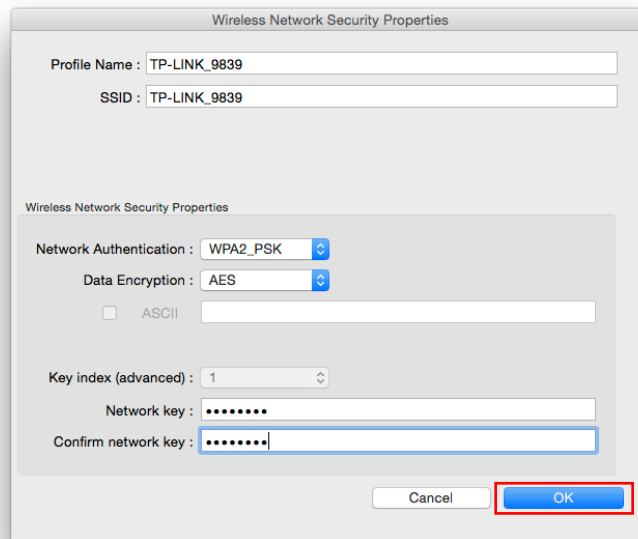 Wireless Network Security Properties
Profile Name : TP-LINK_9839
SSID : TP-LINK_9839
Wireless Network Security Properties
Network Authentication : WPA2_PSK
Data Encryption : AES
ASCII
Key index (advanced) : 1
Network key : ••••••••
Confirm network key : ••••••••
Cancel OK